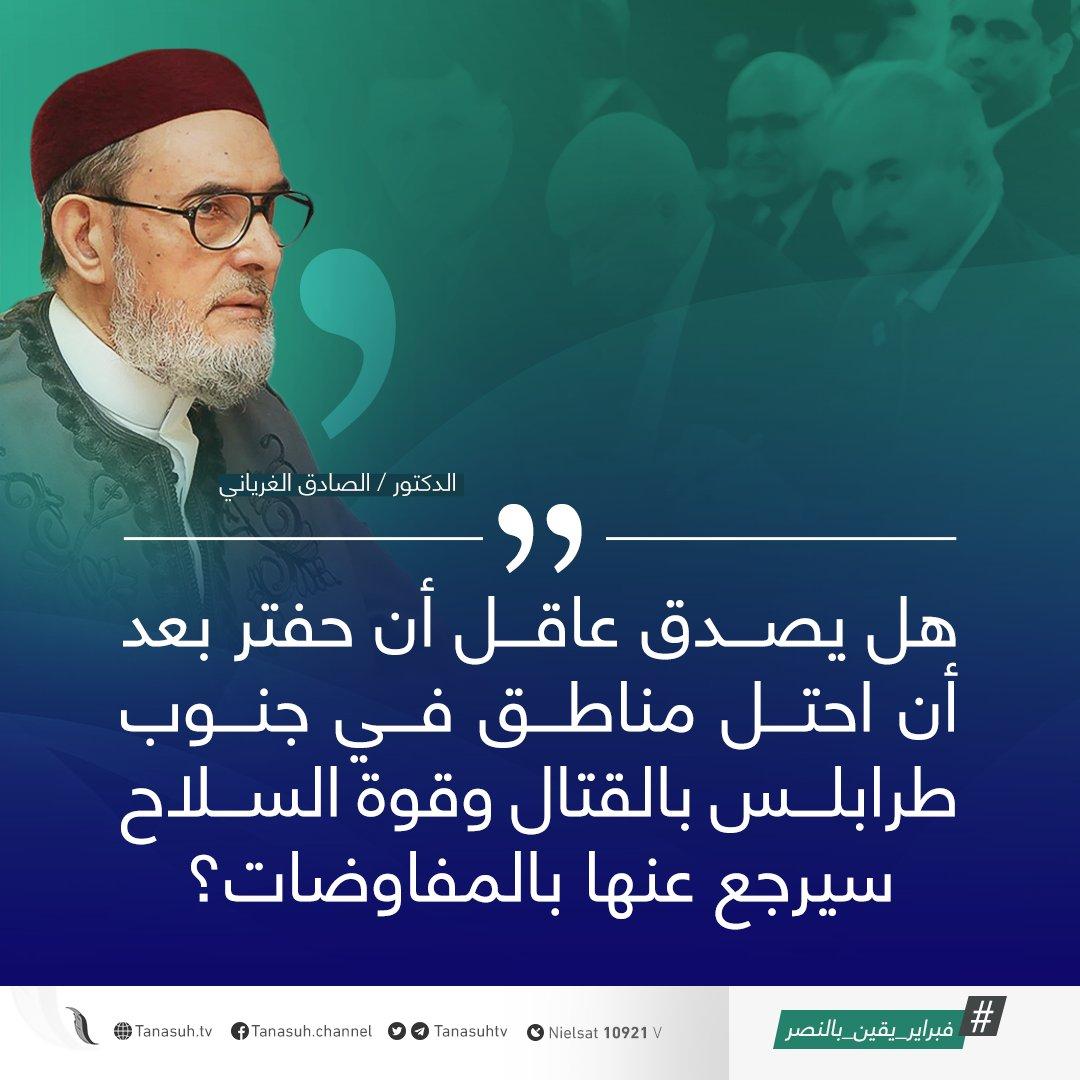 الدكتور / الصادق الغرياني
هل يصدق عاقل أن حفتر بعد
أن احتل مناطق في جنوب
طرابلس بالقتال وقوة السلاح
سيرجع عنها بالمفاوضات؟
Tanasuh.tv Tanasuh.channel Tanasuhtv Nielsat 10921 V
#فبراير_يقين_بالنصر